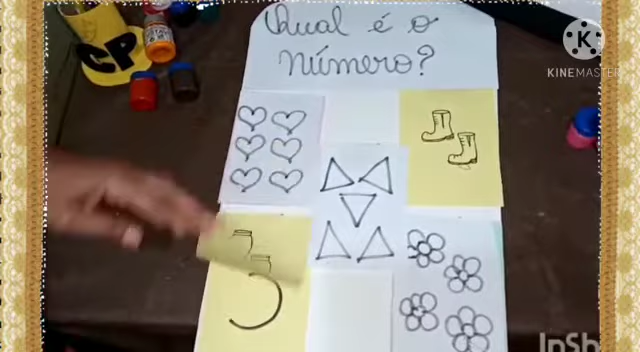 Qual é o
número?
CP
K
KINEMASTER
InSh